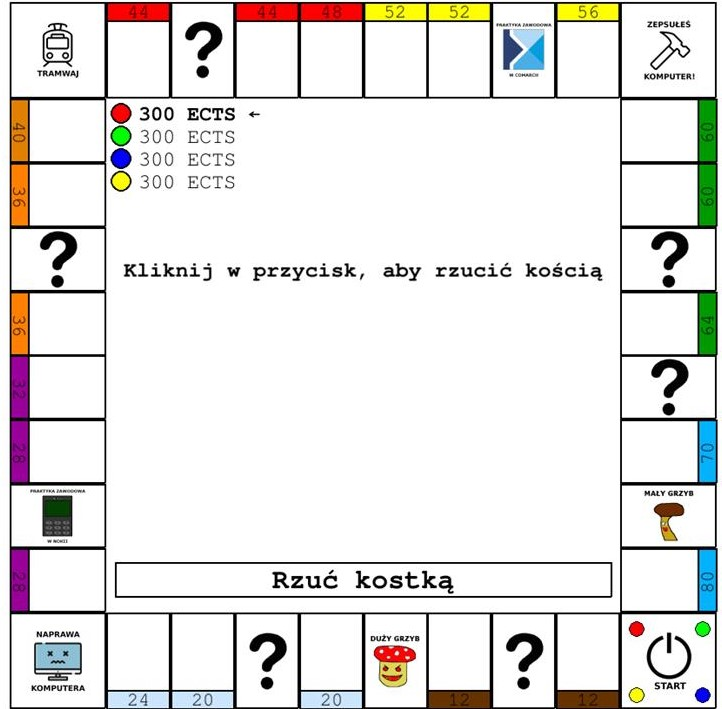 44
?
44
48
52
52
PRAKTYKA ZAWODOWA
W COMARCH
56
TRAMWAJ
ZEPSUŁEŚ
KOMPUTER!
40
300 ECTS ←
300 ECTS
300 ECTS
300 ECTS
60
36
60
?
Kliknij w przycisk, aby rzucić kością
?
36
64
32
?
28
70
PRAKTYKA ZAWODOWA
W NOKII
MAŁY GRZYB
28
Rzuć kostką
80
NAPRAWA
KOMPUTERA
24
20
?
20
DUŻY GRZYB
12
?
12
START